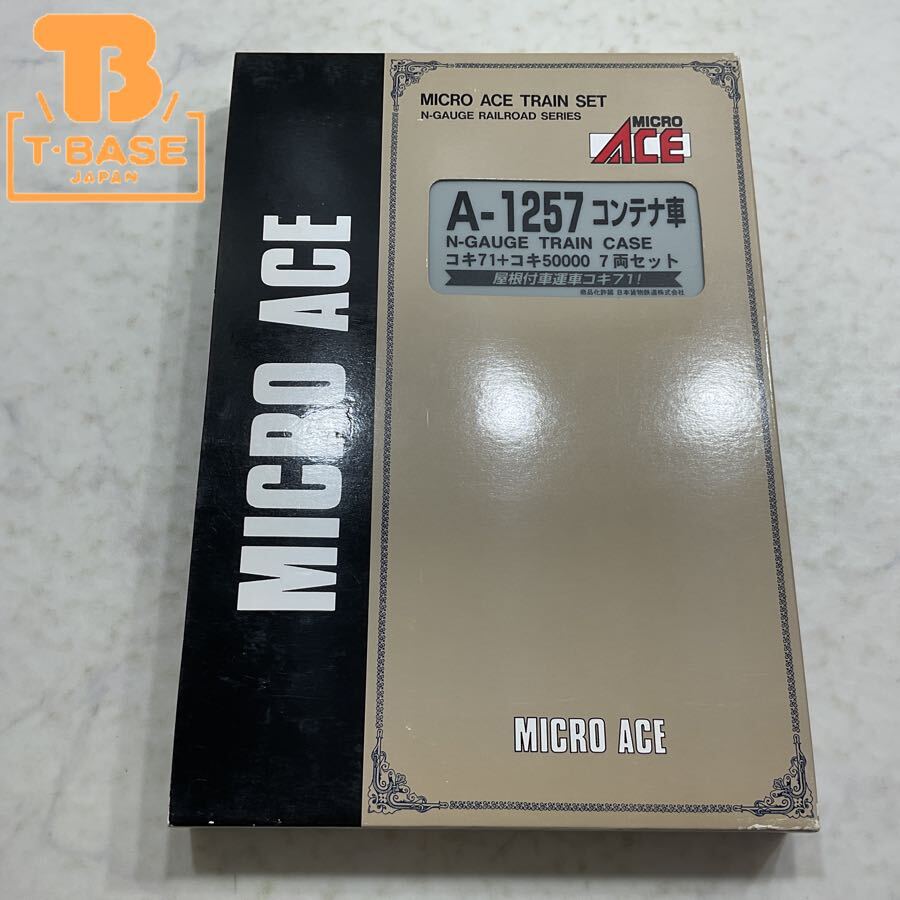 B
T·BASE
JAPAN
MICRO ACE
MICRO ACE TRAIN SET
N-GAUGE RAILROAD SERIES
MICRO
ACE
A-1257 コンテナ車
N-GAUGE TRAIN CASE
コキ71+コキ50000 7両セット
屋根付車運車コキ71!
商品化許諾 日本貨物鉄道株式会社
MICRO ACE